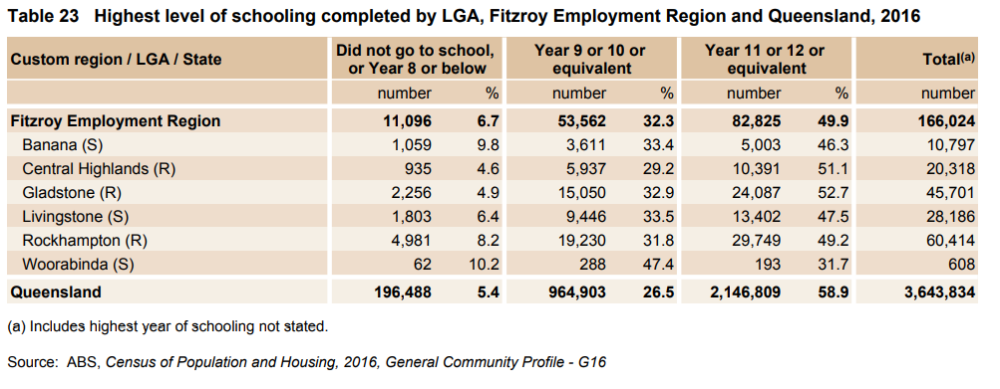 Table 23 Highest level of schooling completed by LGA, Fitzroy Employment Region and Queensland, 2016
Custom region / LGA / State Did not go to school, or Year 8 or below Year 9 or 10 or equivalent Year 11 or 12 or equivalent Total(a)
number % number % number % number
Fitzroy Employment Region 11,096 6.7 53,562 32.3 82,825 49.9 166,024
Banana (S) 1,059 9.8 3,611 33.4 5,003 46.3 10,797
Central Highlands (R) 935 4.6 5,937 29.2 10,391 51.1 20,318
Gladstone (R) 2,256 4.9 15,050 32.9 24,087 52.7 45,701
Livingstone (S) 1,803 6.4 9,446 33.5 13,402 47.5 28,186
Rockhampton (R) 4,981 8.2 19,230 31.8 29,749 49.2 60,414
Woorabinda (S) 62 10.2 288 47.4 193 31.7 608
Queensland 196,488 5.4 964,903 26.5 2,146,809 58.9 3,643,834
(a) Includes highest year of schooling not stated.
Source: ABS, Census of Population and Housing, 2016, General Community Profile - G16